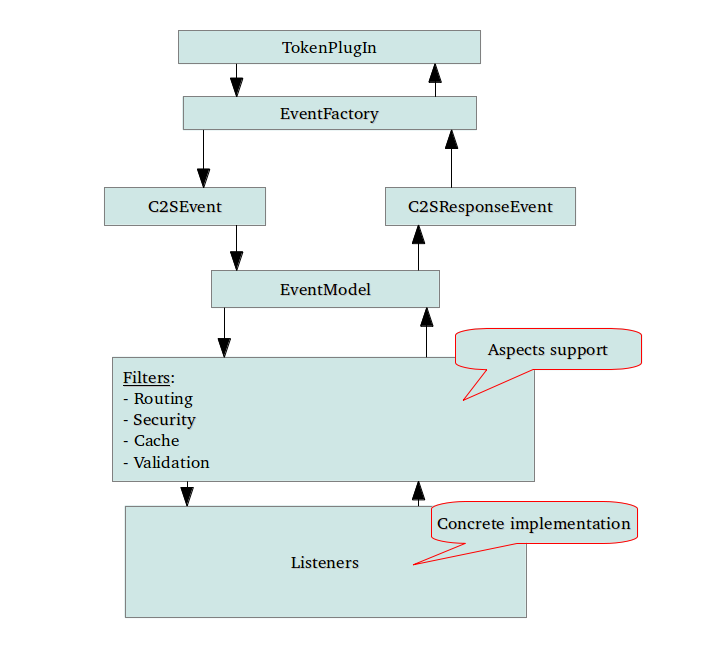 TokenPlugIn
EventFactory
C2SEvent
C2SResponseEvent
EventModel
Aspects support
Filters:
- Routing
- Security
- Cache
- Validation
Concrete implementation
Listeners